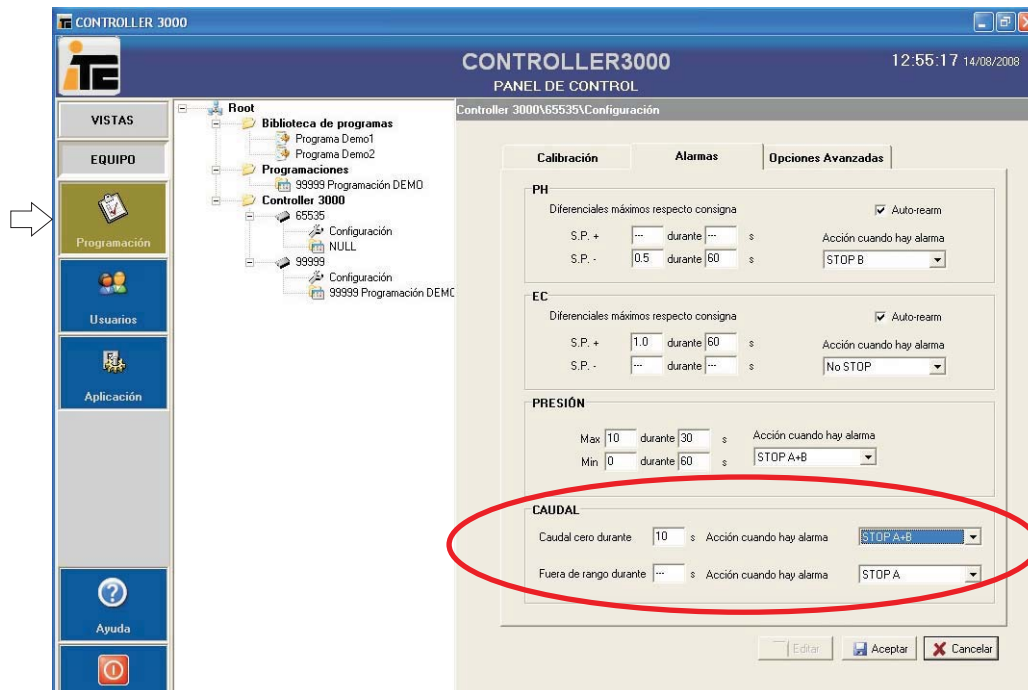 CONTROLLER 3000
iTC
CONTROLLER3000
PANEL DE CONTROL
12:55:17 14/08/2008
VISTAS
EQUIPO
Programación
Usuarios
Aplicación
Ayuda
Root
Biblioteca de programas
Programa Demo1
Programa Demo2
Programaciones
99999 Programación DEMO
Controller 3000
65535
Configuración
NULL
99999
Configuración
99999 Programación DEMO
Controller 3000\65535\Configuración
Calibración Alarmas Opciones Avanzadas
PH
Diferenciales máximos respecto consigna Auto-rearm
S.P. + --- durante --- s Acción cuando hay alarma
S.P. - 0.5 durante 60 s STOP B
EC
Diferenciales máximos respecto consigna Auto-rearm
S.P. + 1.0 durante 60 s Acción cuando hay alarma
S.P. - --- durante --- s No STOP
PRESIÓN
Max 10 durante 30 s Acción cuando hay alarma
Min 0 durante 60 s STOP A+B
CAUDAL
Caudal cero durante 10 s Acción cuando hay alarma STOP A+B
Fuera de rango durante --- s Acción cuando hay alarma STOP A
Editar Aceptar Cancelar